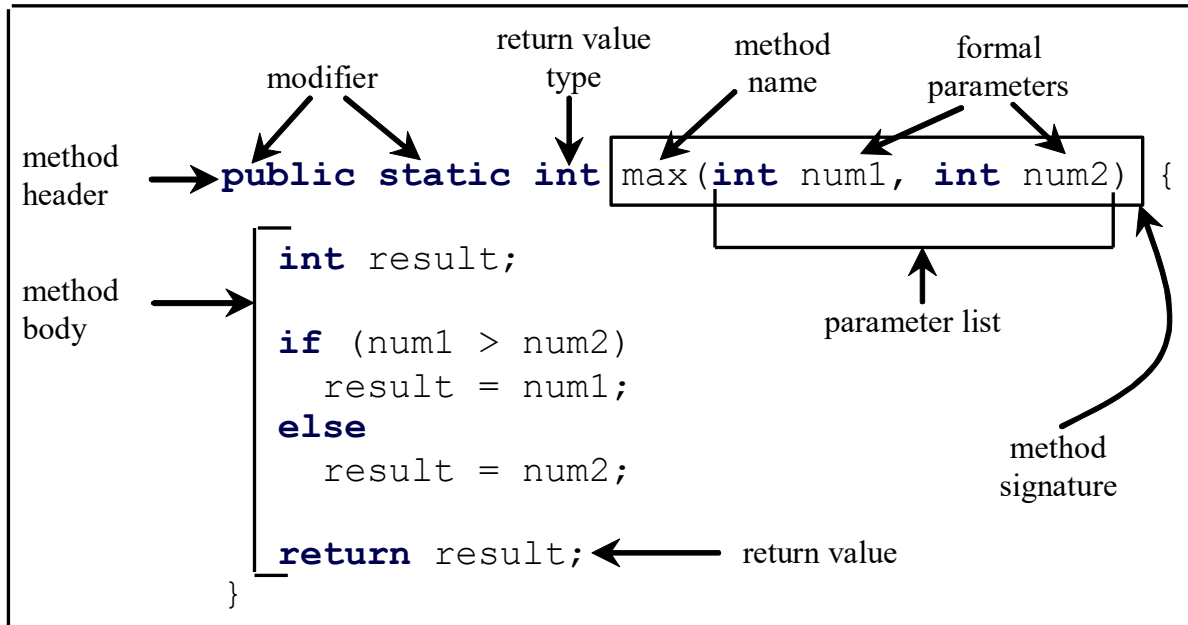 return value
type
method
name
formal
parameters
modifier
method
header
public static int max(int num1, int num2) {
method
body
int result;
if (num1 > num2)
result = num1;
else
result = num2;
return result;
}
parameter list
method
signature
return value